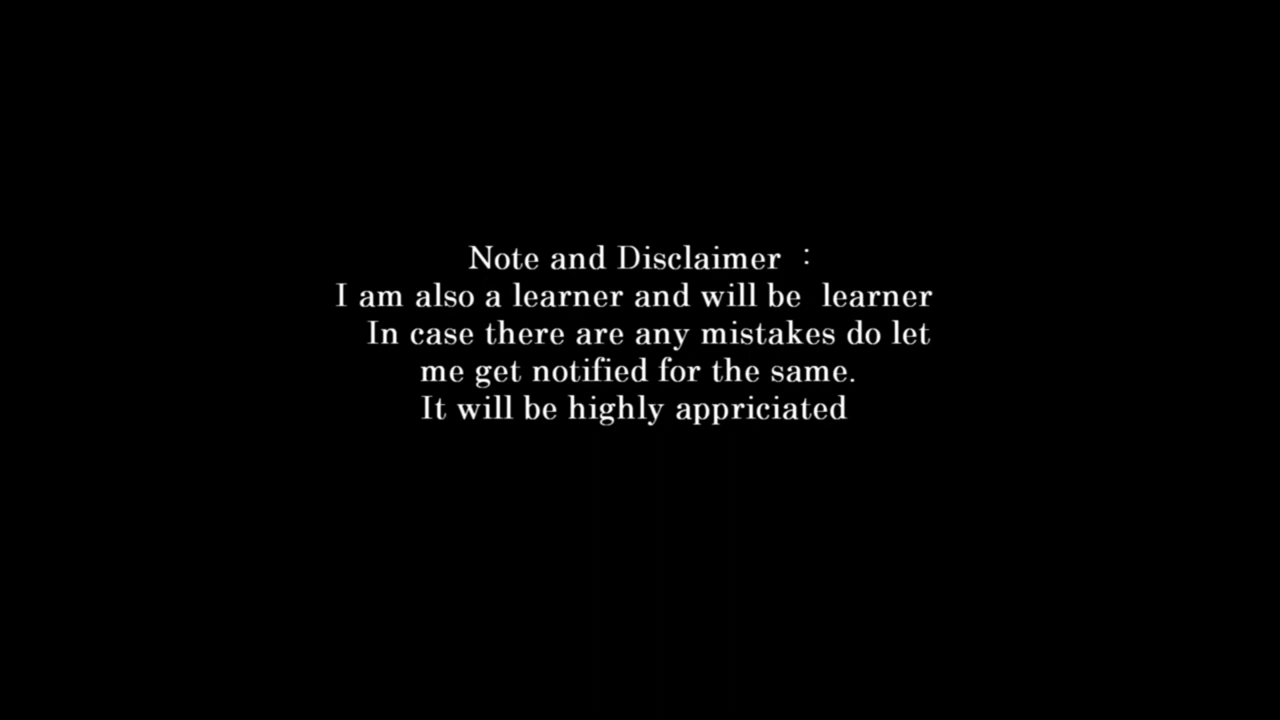 Note and Disclaimer  :
I am also a learner and will be  learner
In case there are any mistakes do let
me get notified for the same.
It will be highly appriciated